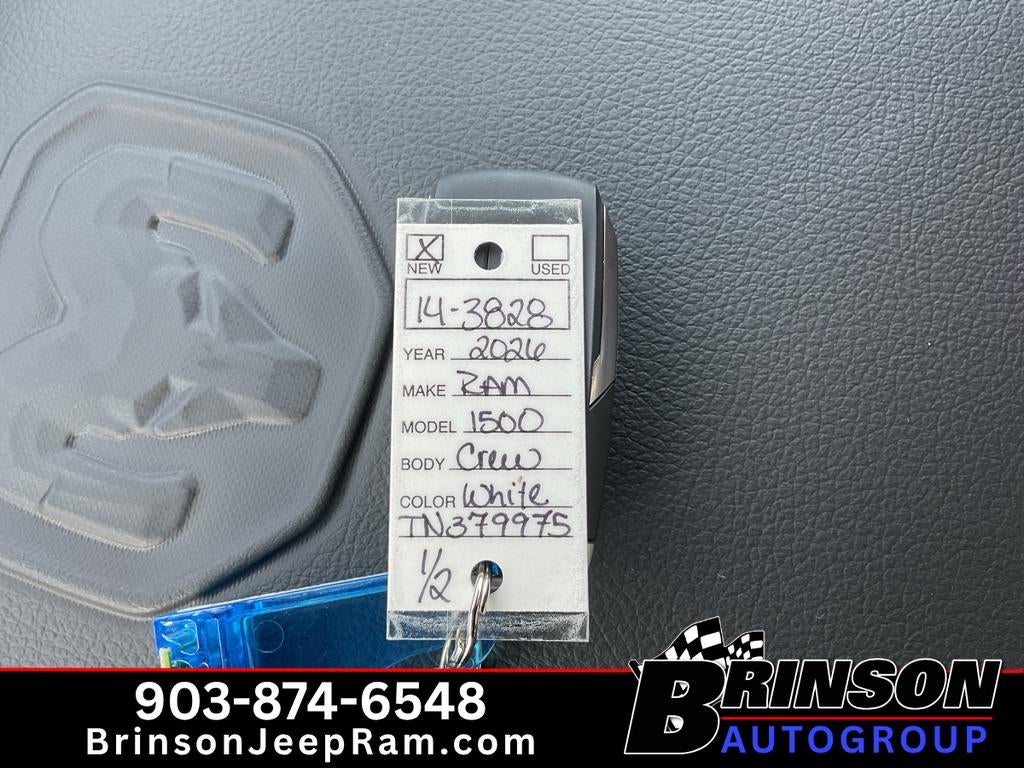 X
NEW USED
14-3828
YEAR 2026
MAKE RAM
MODEL 1500
BODY Crew
COLOR White
TN379975
1/2
903-874-6548
BrinsonJeepRam.com
BRINSON
AUTOGROUP